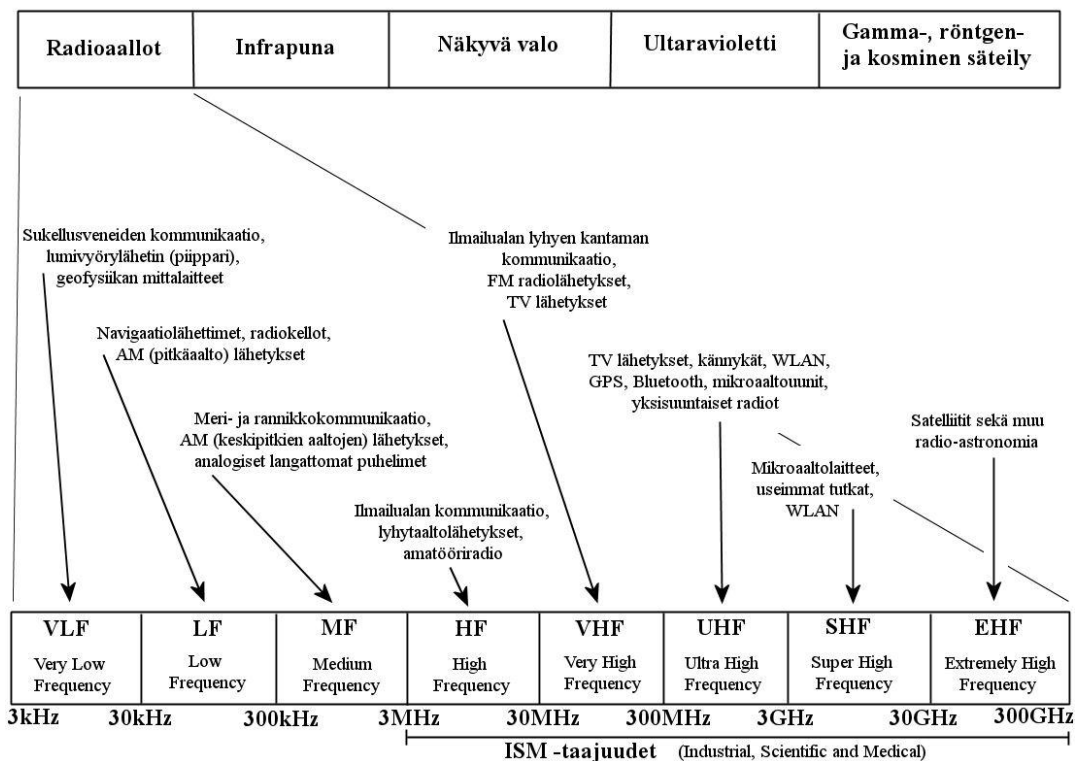 Radioaallot
Infrapuna
Näkyvä valo
Ultaravioletti
Gamma-, röntgen-
ja kosminen säteily
Sukellusveneiden kommunikaatio,
lumivyörylähetin (piippari),
geofysiikan mittalaitteet
Ilmailualan lyhyen kantaman
kommunikaatio,
FM radiolähetykset,
TV lähetykset
Navigaatiolähettimet, radiokellot,
AM (pitkäaalto) lähetykset
TV lähetykset, kännykät, WLAN,
GPS, Bluetooth, mikroaaltouunit,
yksisuuntaiset radiot
Meri- ja rannikkokommunikaatio,
AM (keskipitkien aaltojen) lähetykset,
analogiset langattomat puhelimet
Satelliitit sekä muu
radio-astronomia
Mikroaaltolaitteet,
useimmat tutkat,
WLAN
Ilmailualan kommunikaatio,
lyhytaaltolähetykset,
amatööriradio
VLF
Very Low
Frequency
LF
Low
Frequency
MF
Medium
Frequency
HF
High
Frequency
VHF
Very High
Frequency
UHF
Ultra High
Frequency
SHF
Super High
Frequency
EHF
Extremely High
Frequency
3kHz 30kHz 300kHz 3MHz 30MHz 300MHz 3GHz 30GHz 300GHz
ISM -taajuudet (Industrial, Scientific and Medical)